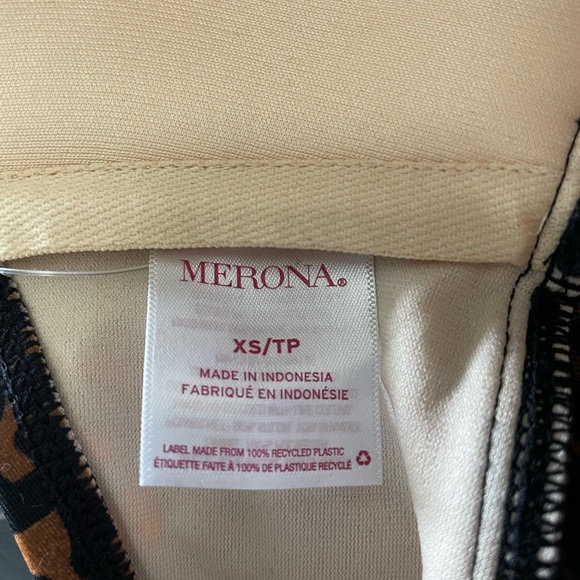 MERONA®
XS/TP
MADE IN INDONESIA
FABRIQUÉ EN INDONÉSIE
LABEL MADE FROM 100% RECYCLED PLASTIC
ÉTIQUETTE FAITE À 100% DE PLASTIQUE RECYCLÉ